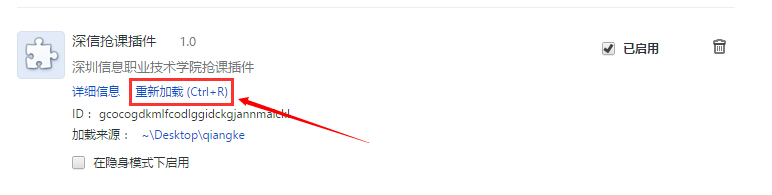 深信抢课插件 1.0 已启用
深圳信息职业技术学院抢课插件
详细信息 重新加载 (Ctrl+R)
ID： gcocogdkmlfcodlggidckgjannmaickl
加载来源： ~\Desktop\qiangke
在隐身模式下启用